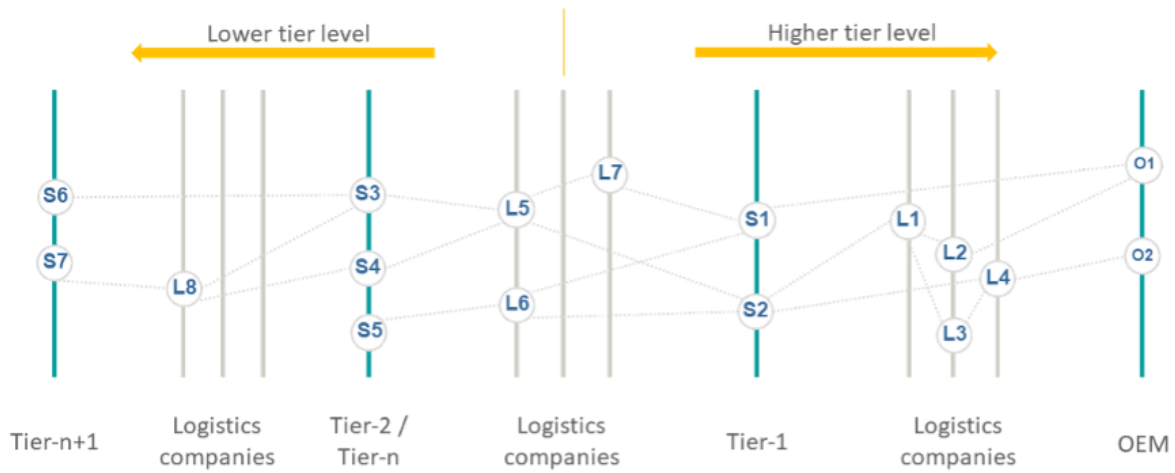 Lower tier level
Higher tier level
L7
O1
S6
S3
L5
S1
L1
S7
S4
L2
O2
L8
L4
L6
S2
S5
L3
Tier-n+1
Logistics
companies
Tier-2 /
Tier-n
Logistics
companies
Tier-1
Logistics
companies
OEM